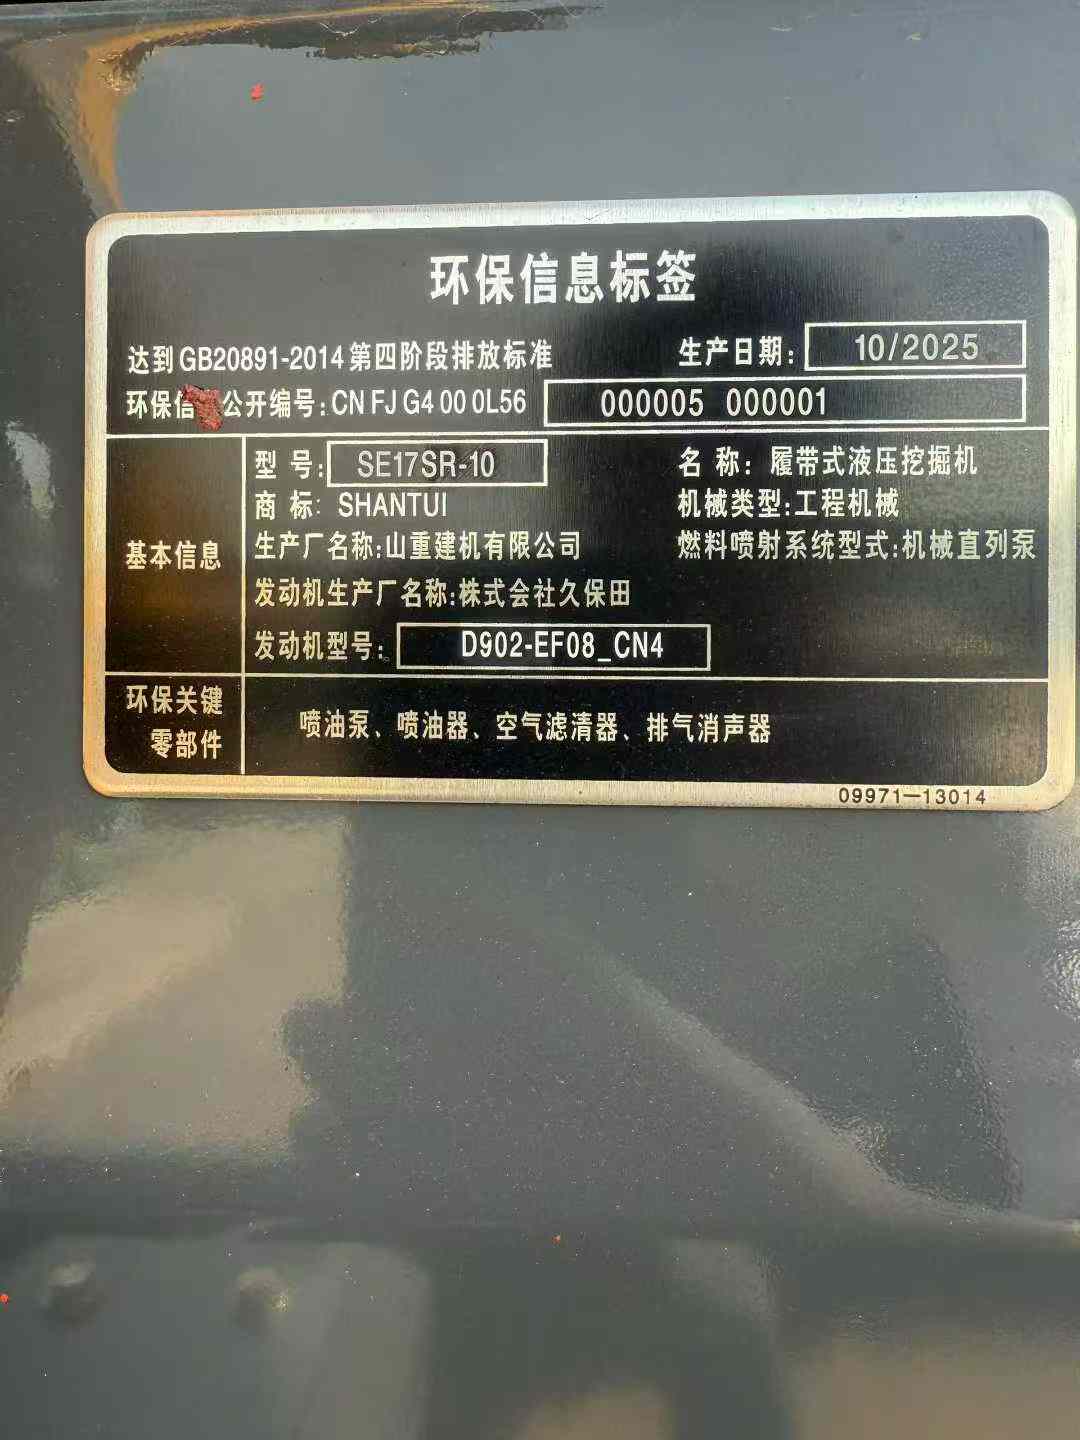 环保信息标签
达到GB20891-2014第四阶段排放标准 生产日期: 10/2025
环保信 公开编号:CN FJ G4 00 0L56 000005 000001
基本信息
型 号: SE17SR-10 名 称: 履带式液压挖掘机
商 标: SHANTUI 机械类型:工程机械
生产厂名称:山重建机有限公司 燃料喷射系统型式:机械直列泵
发动机生产厂名称:株式会社久保田
发动机型号: D902-EF08_CN4
环保关键
零部件
喷油泵、喷油器、空气滤清器、排气消声器
09971-13014